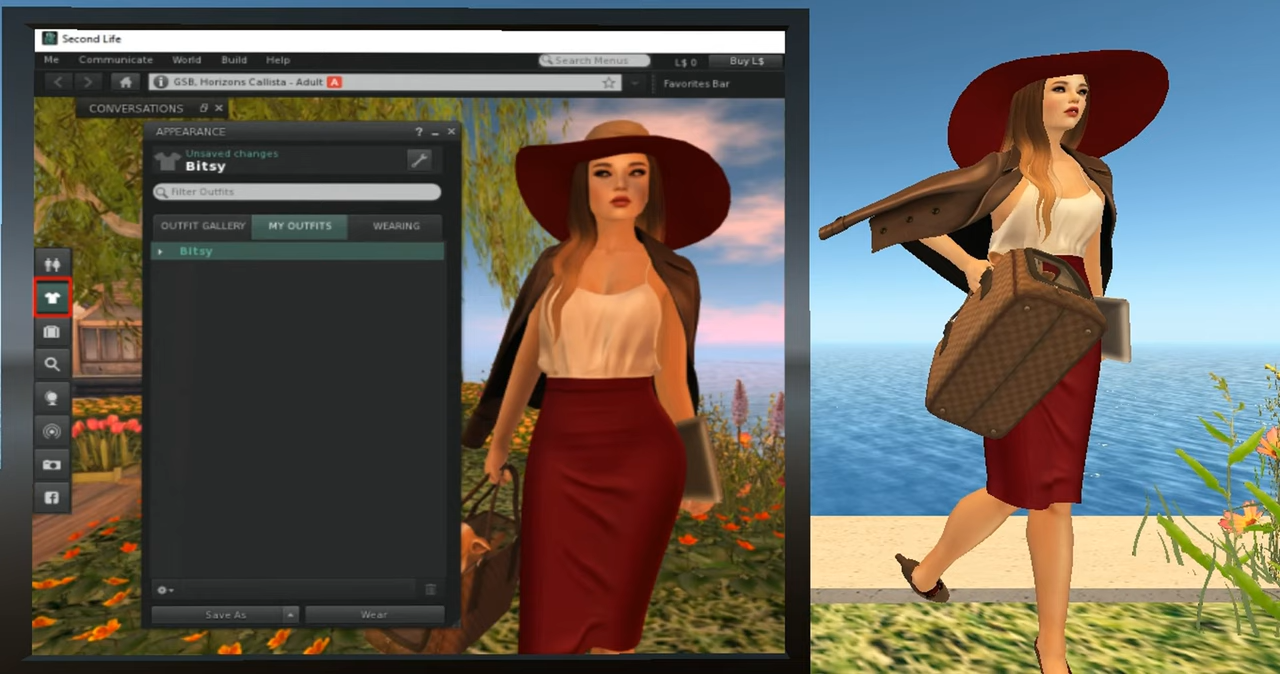 Second Life
Me Communicate World Build Help Search Menus L$ 0 Buy L$
GSB, Horizons Callista - Adult A Favorites Bar
CONVERSATIONS
APPEARANCE ?
Unsaved changes
Bitsy
Filter Outfits
OUTFIT GALLERY MY OUTFITS WEARING
Bitsy
Save As Wear